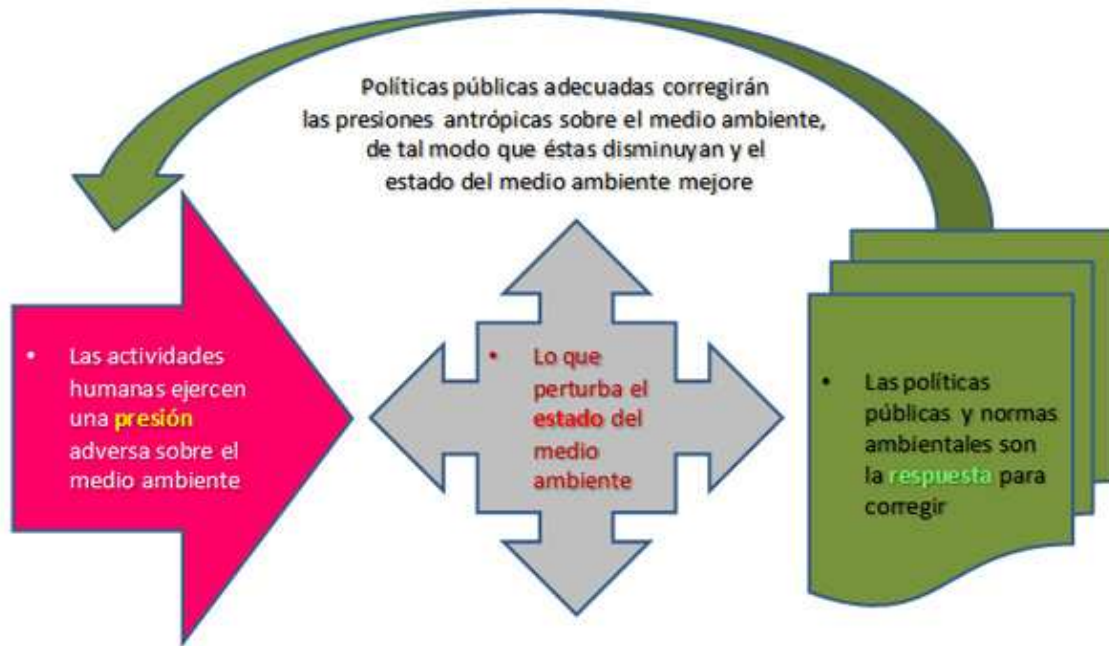 Políticas públicas adecuadas corregirán
las presiones antrópicas sobre el medio ambiente,
de tal modo que éstas disminuyan y el
estado del medio ambiente mejore
• Las actividades
humanas ejercen
una presión
adversa sobre el
medio ambiente
• Lo que
perturba el
estado del
medio
ambiente
• Las políticas
públicas y normas
ambientales son
la respuesta para
corregir